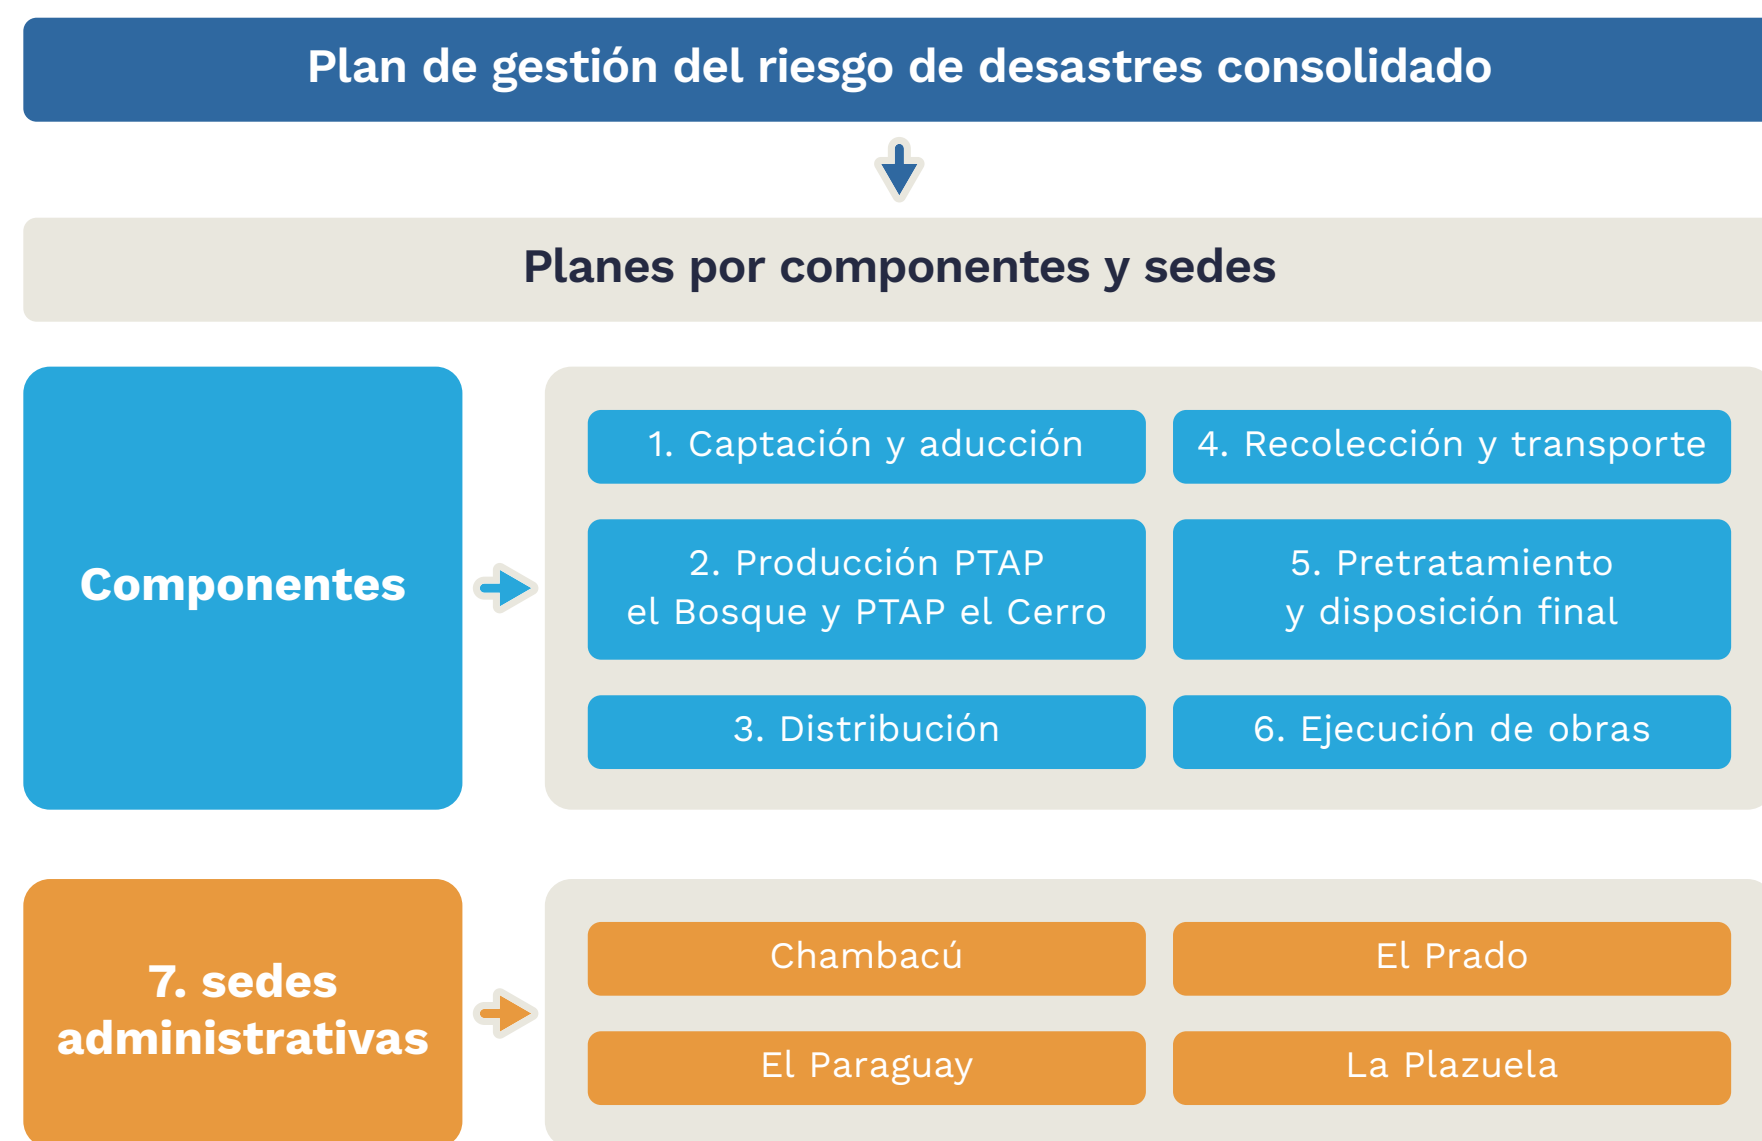 Plan de gestión del riesgo de desastres consolidado
Planes por componentes y sedes
Componentes
1. Captación y aducción
2. Producción PTAP
el Bosque y PTAP el Cerro
3. Distribución
4. Recolección y transporte
5. Pretratamiento
y disposición final
6. Ejecución de obras
7. sedes
administrativas
Chambacú
El Prado
El Paraguay
La Plazuela